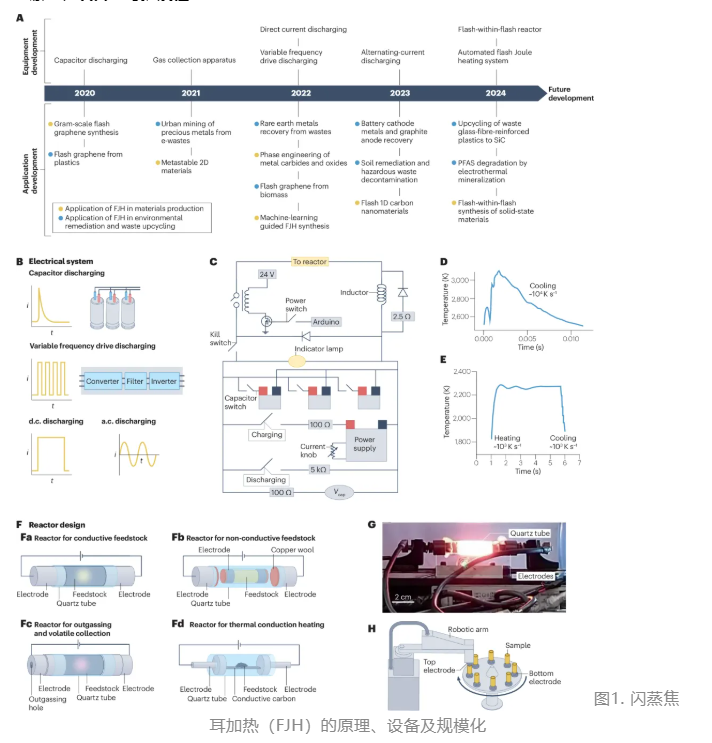 A
Equipment
development
Capacitor discharging
Gas collection apparatus
Direct current discharging
Variable frequency
drive discharging
Alternating-current
discharging
Flash-within-flash reactor
Automated flash Joule
heating system
2020
2021
2022
2023
2024
Future
development
Application
development
Gram-scale flash
graphene synthesis
Flash graphene from
plastics
Urban mining of
precious metals from
e-wastes
Metastable 2D
materials
Rare earth metals
recovery from wastes
Phase engineering of
metal carbides and oxides
Flash graphene from
biomass
Machine-learning
guided FJH synthesis
Battery cathode
metals and graphite
anode recovery
Soil remediation and
hazardous waste
decontamination
Flash 1D carbon
nanomaterials
Upcycling of waste
glass-fibre-reinforced
plastics to SiC
PFAS degradation by
electrothermal
mineralization
Flash-within-flash
synthesis of solid-state
materials
Application of FJH in materials production
Application of FJH in environmental
remediation and waste upcycling
B Electrical system
Capacitor discharging
i
t
Variable frequency drive discharging
i
t
Converter
Filter
Inverter
d.c. discharging
i
t
a.c. discharging
i
t
C
To reactor
24 V
Inductor
Power
switch
Arduino
2.5 Ω
Kill
switch
Indicator lamp
Capacitor
switch
100 Ω
Charging
Current
knob
Power
supply
5 kΩ
Discharging
100 Ω
Vcap
D
Temperature (K)
3,000
2,800
2,600
Cooling
~10⁴ K s⁻¹
0.000
0.005
0.010
Time (s)
E
Temperature (K)
2,400
2,200
2,000
1,800
Heating
~10³ K s⁻¹
Cooling
~10² K s⁻¹
0 1 2 3 4 5 6 7
Time (s)
F Reactor design
Fa Reactor for conductive feedstock
Electrode
Feedstock
Electrode
Quartz tube
Fb Reactor for non-conductive feedstock
Electrode
Copper wool
Electrode
Feedstock
Electrode
Quartz tube
Fc Reactor for outgassing
and volatile collection
Electrode
Feedstock
Electrode
Outgassing
hole
Quartz tube
Fd Reactor for thermal conduction heating
Electrode
Feedstock
Electrode
Quartz tube
Conductive carbon
G
Quartz tube
Electrodes
2 cm
H
Robotic arm
Sample
Top
electrode
Bottom
electrode
图1. 闪蒸焦
耳加热（FJH）的原理、设备及规模化